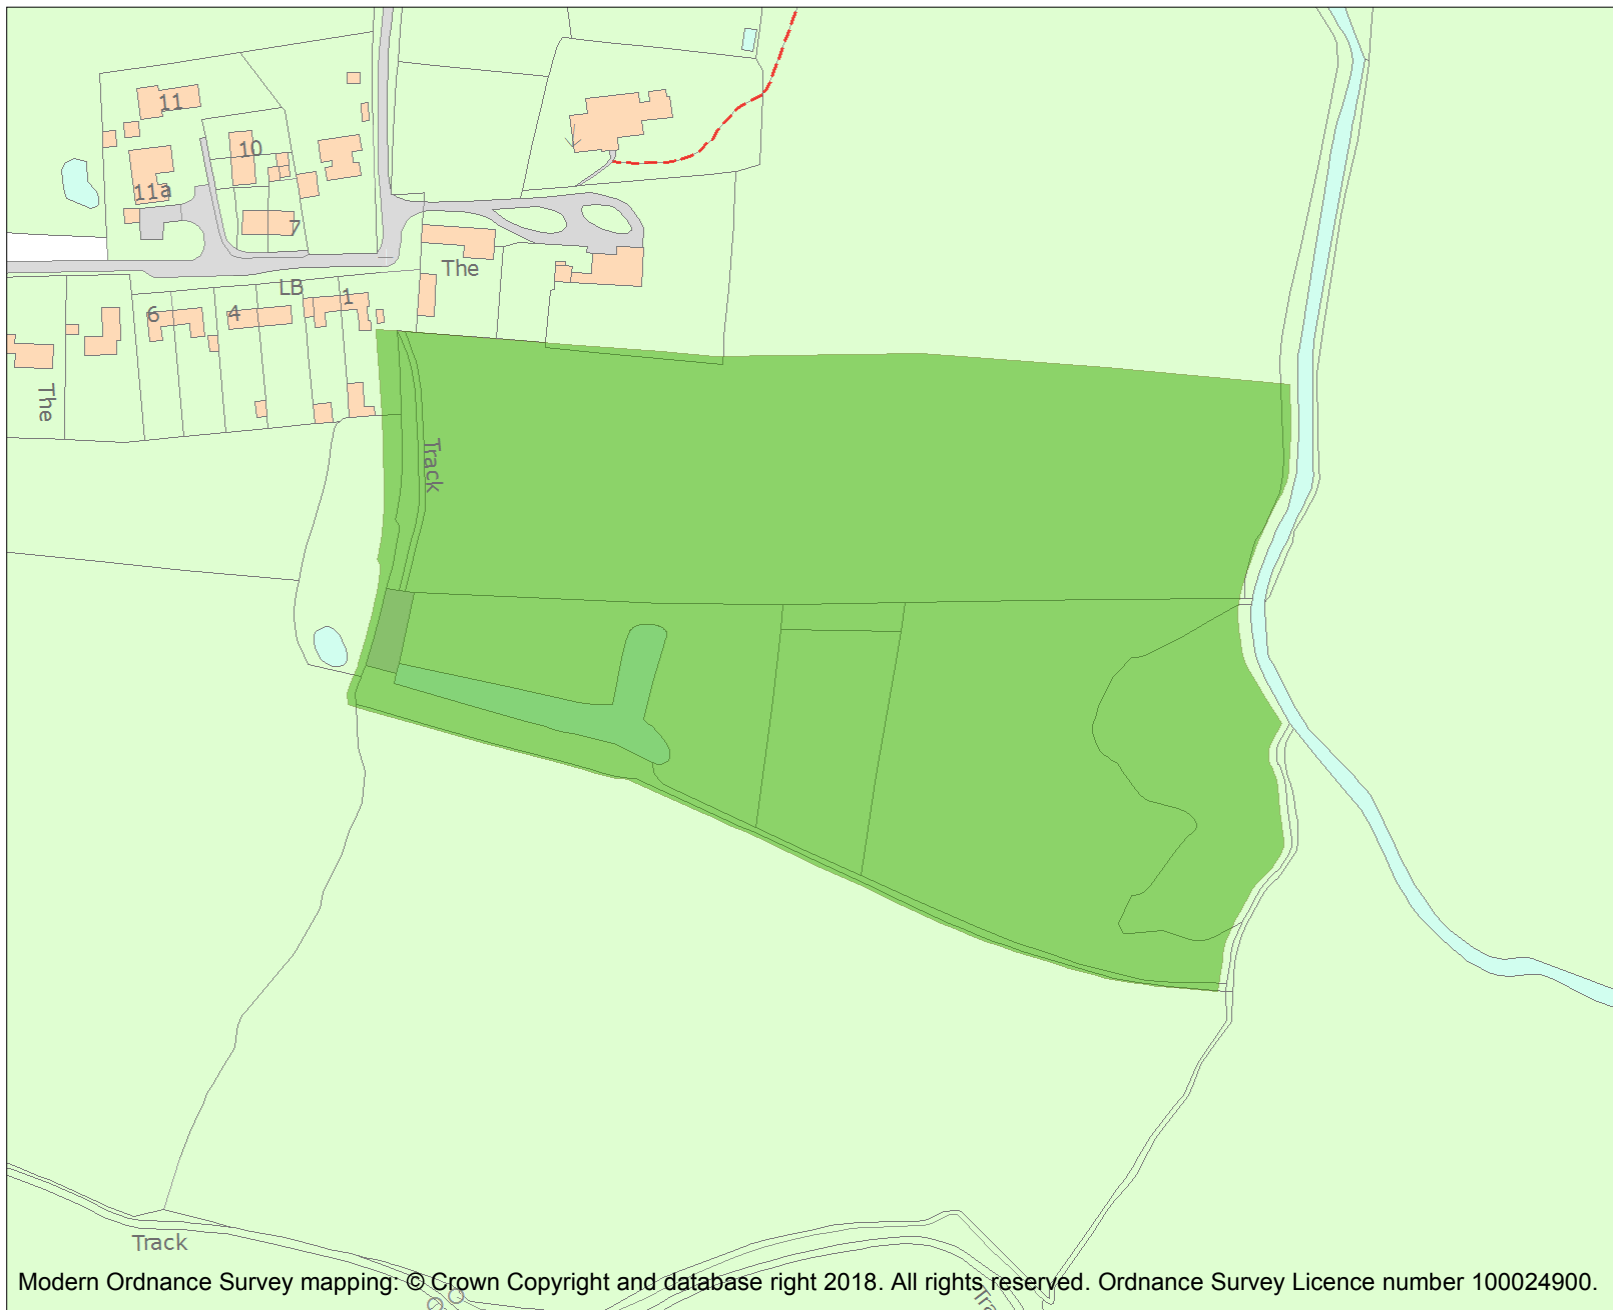 11
10
11a
7
The
LB
1
6
4
The
Track
Track
Modern Ordnance Survey mapping: © Crown Copyright and database right 2018. All rights reserved. Ordnance Survey Licence number 100024900.